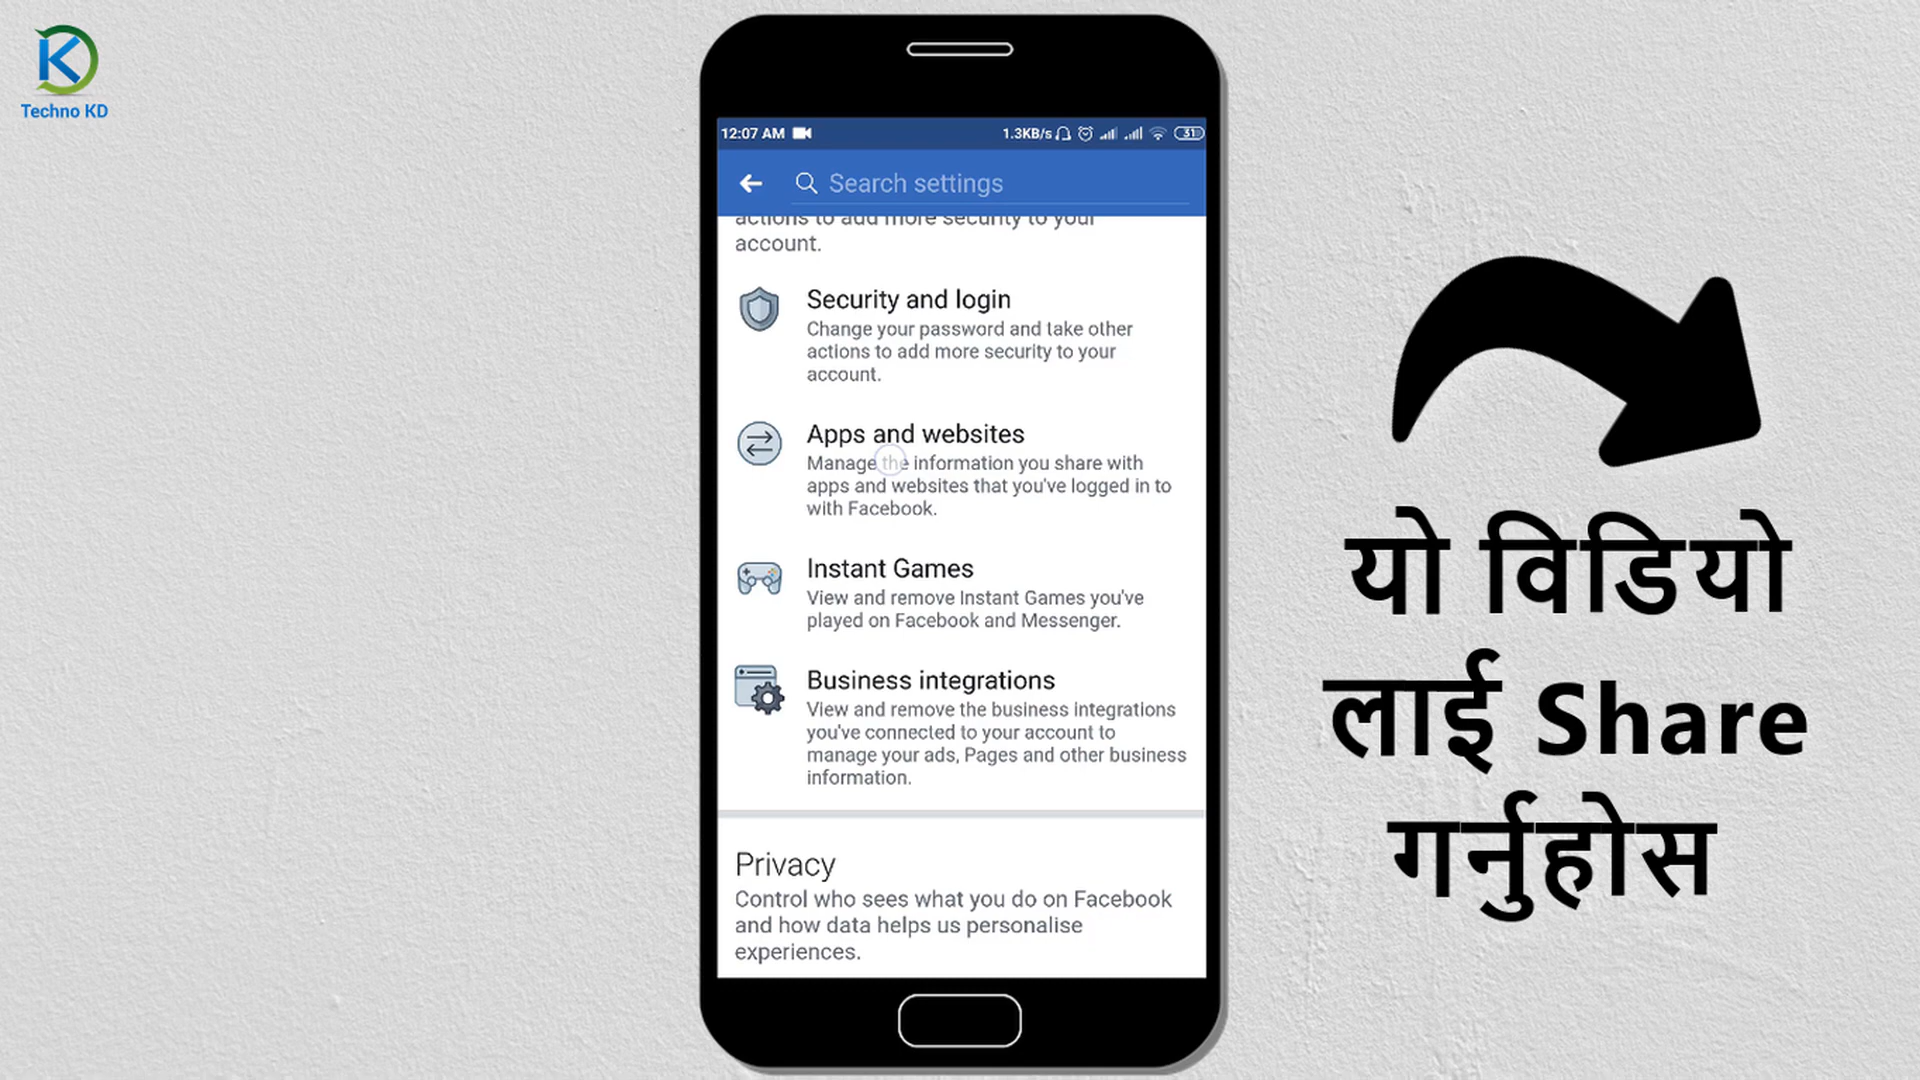 Techno KD
12:07 AM
1.3KB/s
31
Search settings
actions to add more security to your
account.
Security and login
Change your password and take other
actions to add more security to your
account.
Apps and websites
Manage the information you share with
apps and websites that you've logged in to
with Facebook.
Instant Games
View and remove Instant Games you've
played on Facebook and Messenger.
Business integrations
View and remove the business integrations
you've connected to your account to
manage your ads, Pages and other business
information.
Privacy
Control who sees what you do on Facebook
and how data helps us personalise
experiences.
यो विडियो
लाई Share
गर्नुहोस